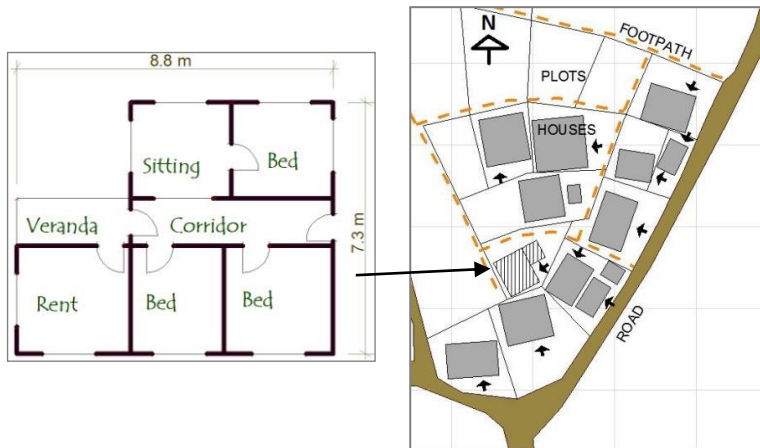 8.8 m
Sitting
Bed
Veranda
Corridor
7.3 m
Rent
Bed
Bed
N
FOOTPATH
PLOTS
HOUSES
ROAD